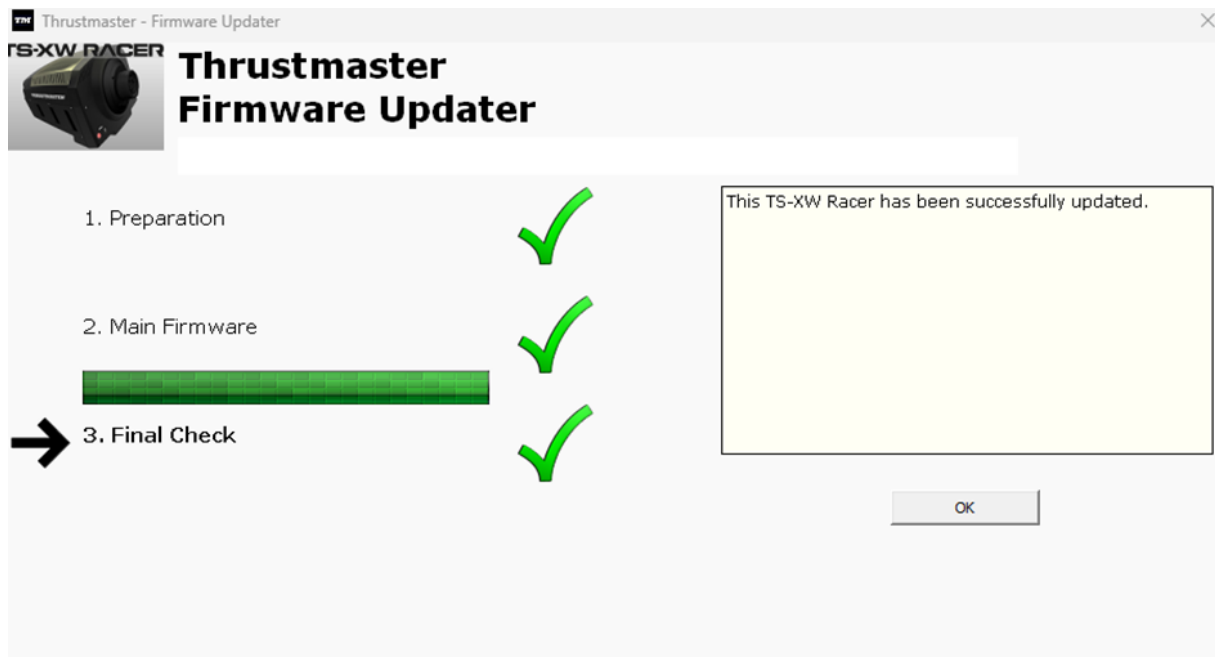 TM Thrustmaster - Firmware Updater
TS-XW RACER
Thrustmaster
Firmware Updater
1. Preparation
This TS-XW Racer has been successfully updated.
2. Main Firmware
3. Final Check
OK